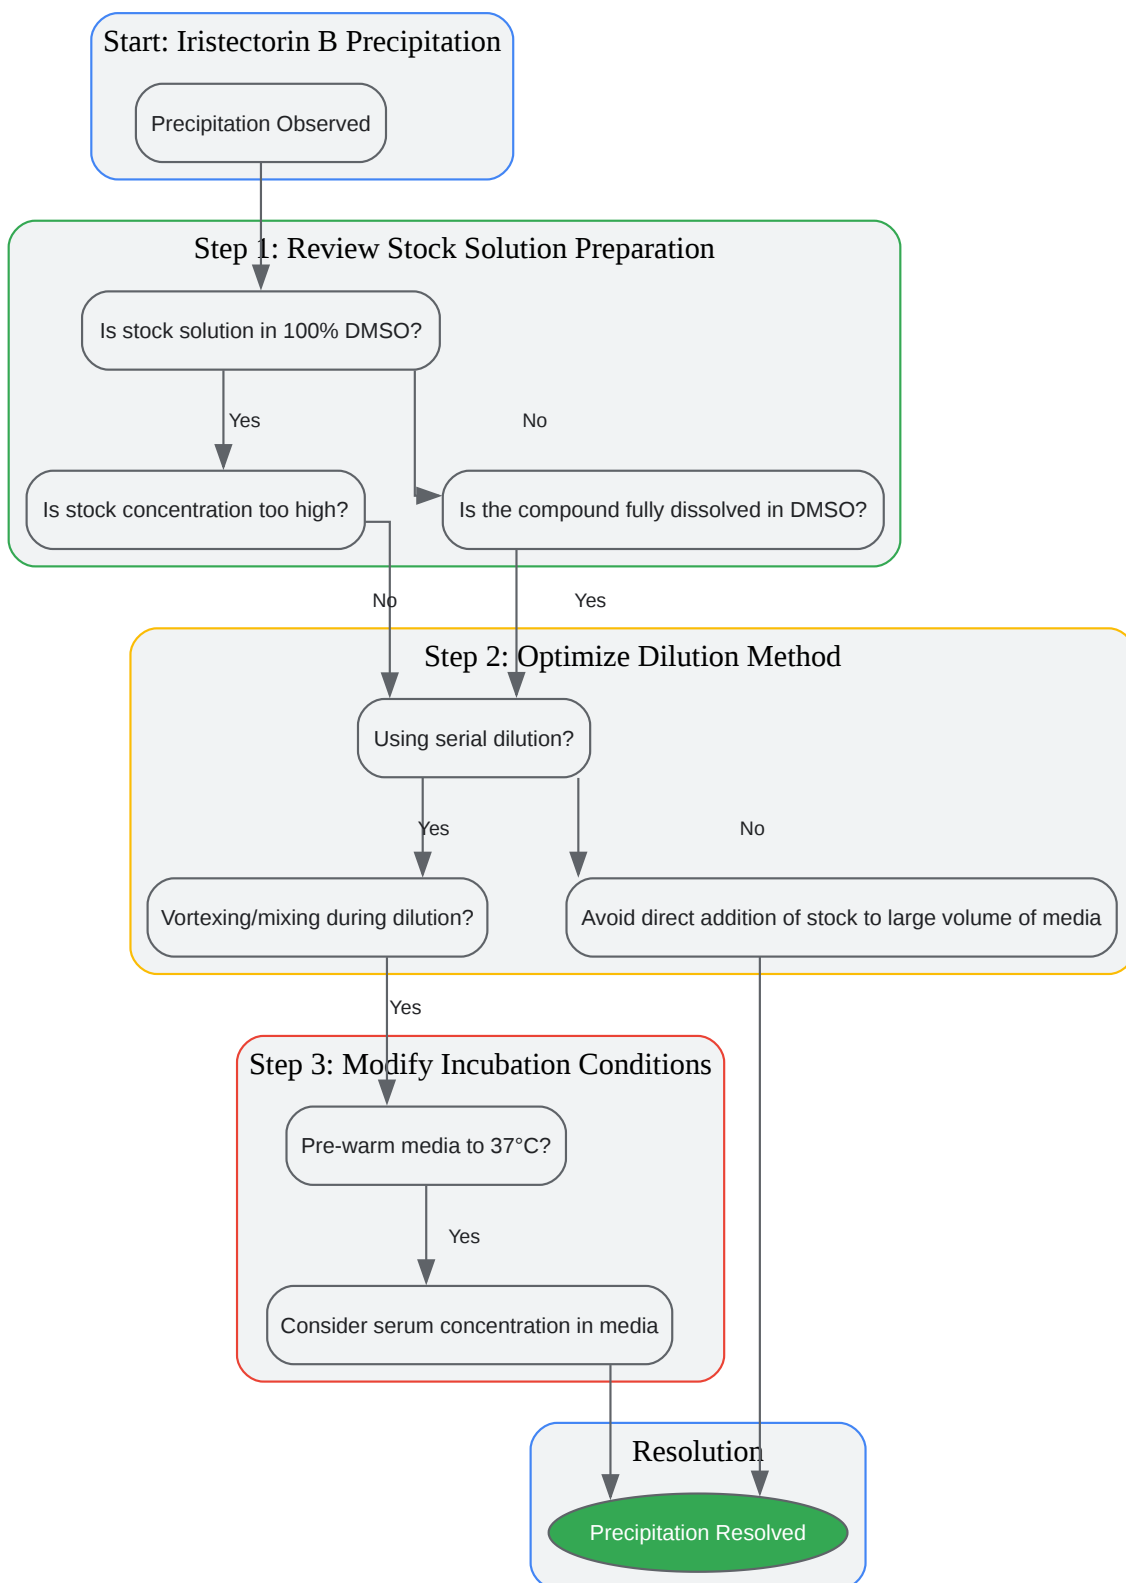 Start: Iristectorin B Precipitation
Precipitation Observed
Step 1: Review Stock Solution Preparation
Is stock solution in 100% DMSO?
Yes
No
Is stock concentration too high?
Is the compound fully dissolved in DMSO?
No
Yes
Step 2: Optimize Dilution Method
Using serial dilution?
Yes
No
Vortexing/mixing during dilution?
Avoid direct addition of stock to large volume of media
Yes
Step 3: Modify Incubation Conditions
Pre-warm media to 37°C?
Yes
Consider serum concentration in media
Resolution
Precipitation Resolved